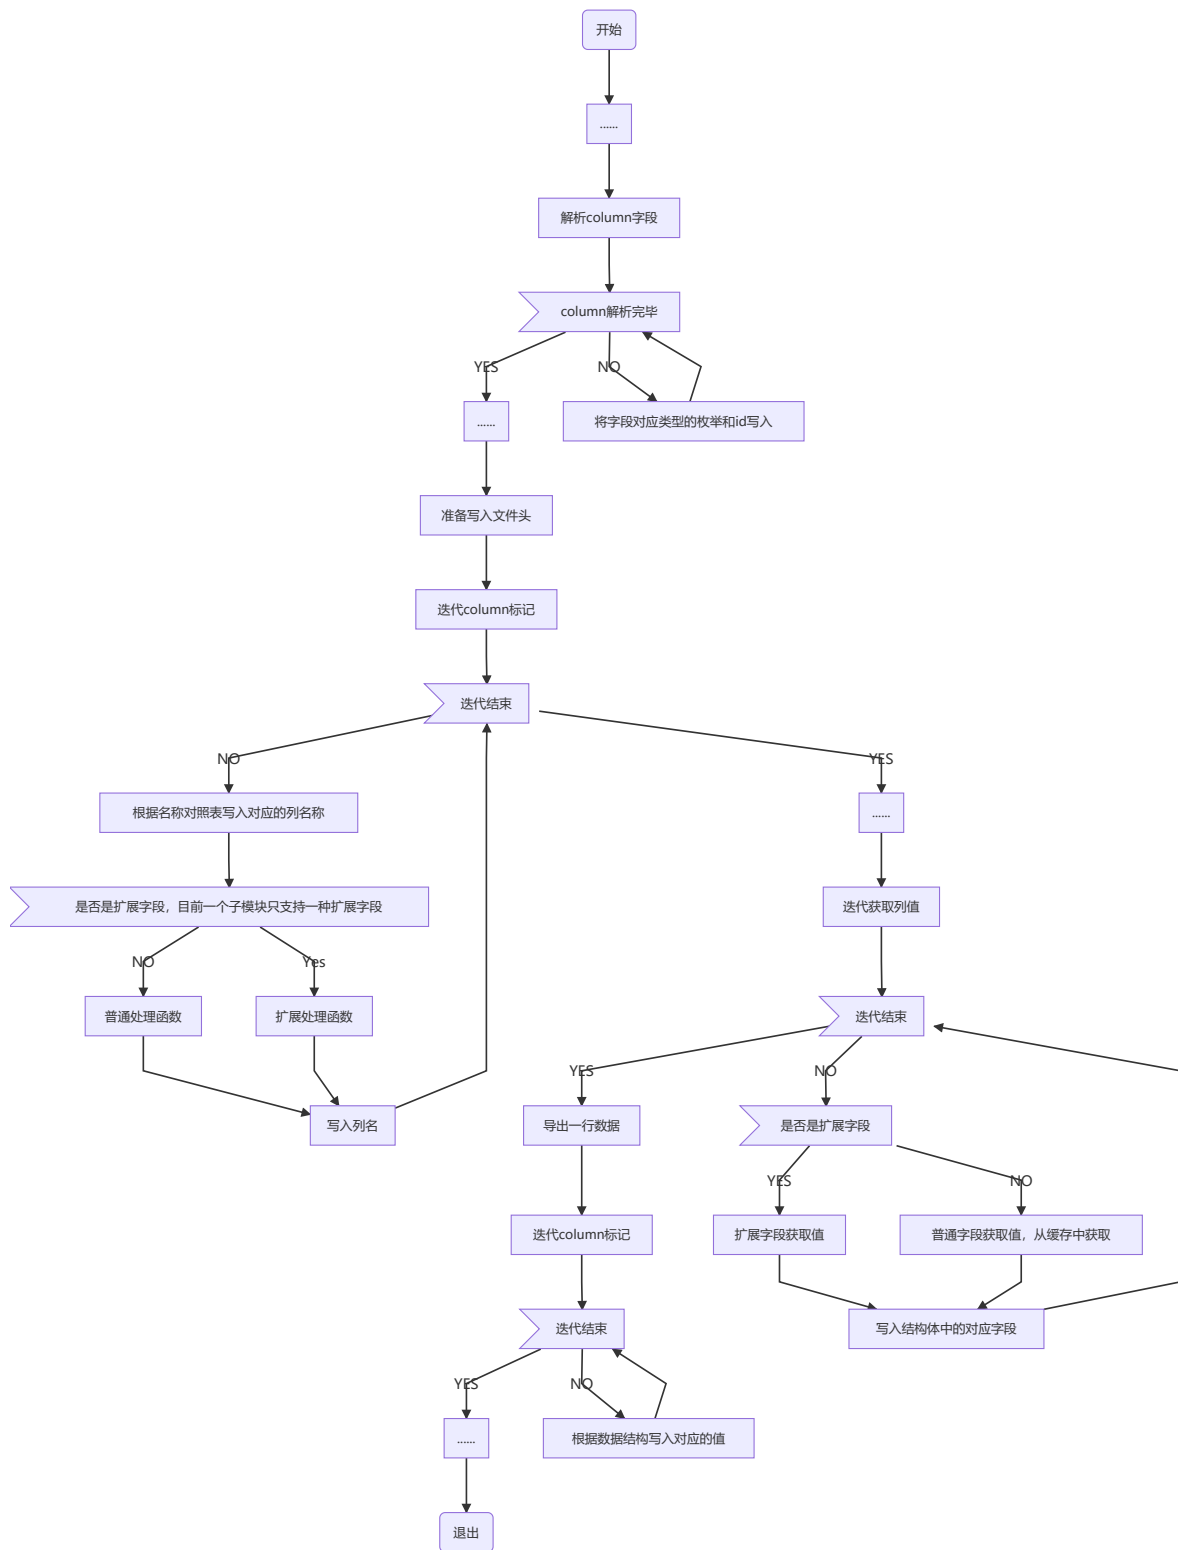 开始
......
解析column字段
column解析完毕
YES
NO
......
将字段对应类型的枚举和id写入
准备写入文件头
迭代column标记
迭代结束
NO
YES
根据名称对照表写入对应的列名称
......
是否是扩展字段，目前一个子模块只支持一种扩展字段
迭代获取列值
NO
Yes
普通处理函数
扩展处理函数
迭代结束
YES
NO
写入列名
导出一行数据
是否是扩展字段
YES
NO
迭代column标记
扩展字段获取值
普通字段获取值，从缓存中获取
迭代结束
写入结构体中的对应字段
YES
NO
......
根据数据结构写入对应的值
退出